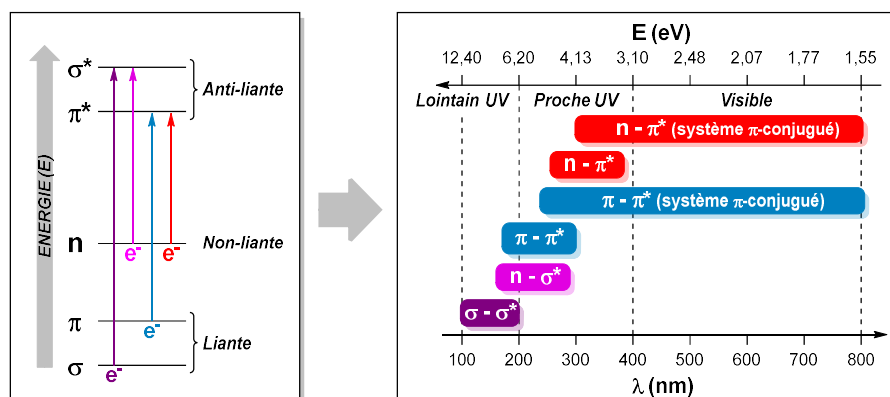 ENERGIE (E)
σ*
π*
Anti-liante
n
Non-liante
e-
e-
π
e-
Liante
σ
e-
E (eV)
12,40 6,20 4,13 3,10 2,48 2,07 1,77 1,55
Lointain UV Proche UV Visible
n - π* (système π-conjugué)
n - π*
π - π* (système π-conjugué)
π - π*
n - σ*
σ - σ*
100 200 300 400 500 600 700 800
λ (nm)